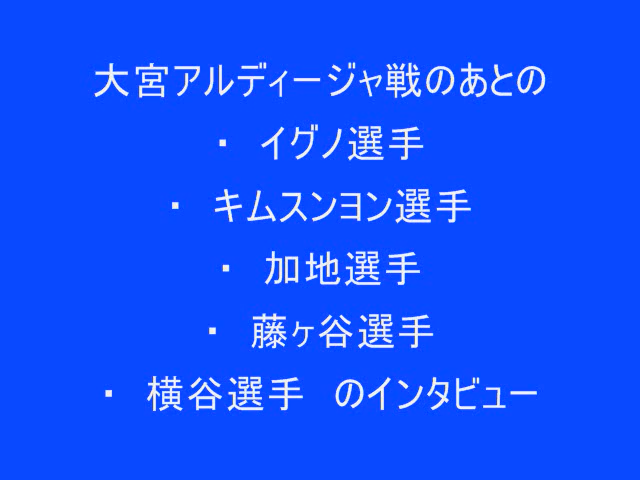 大宮アルディージャ戦のあとの
・ イグノ選手
・ キムスンヨン選手
・ 加地選手
・ 藤ヶ谷選手
・ 横谷選手 のインタビュー